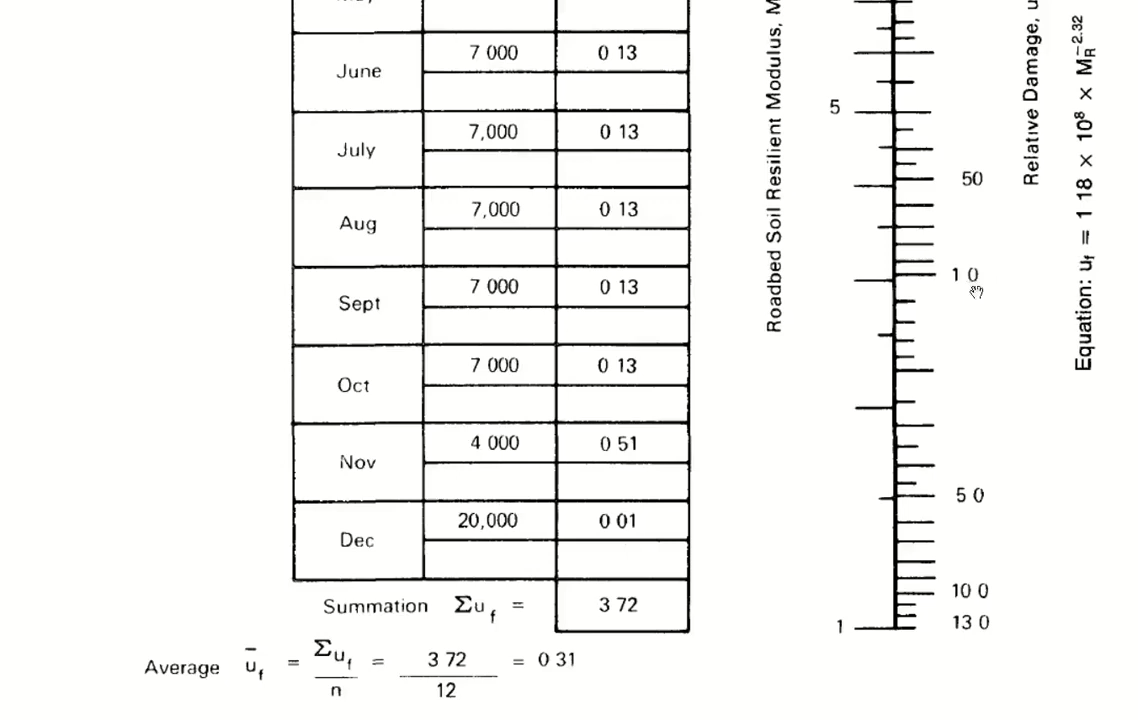 June 7 000 0 13
July 7,000 0 13
Aug 7,000 0 13
Sept 7 000 0 13
Oct 7 000 0 13
Nov 4 000 0 51
Dec 20,000 0 01
Summation Σu f = 3 72
Average ū f = Σu f / n = 3 72 / 12 = 0 31
Roadbed Soil Resilient Modulus, M
5
1
50
1 0
5 0
10 0
13 0
Relative Damage, u
Equation: uf = 1 18 × 10⁸ × MR^-2.32